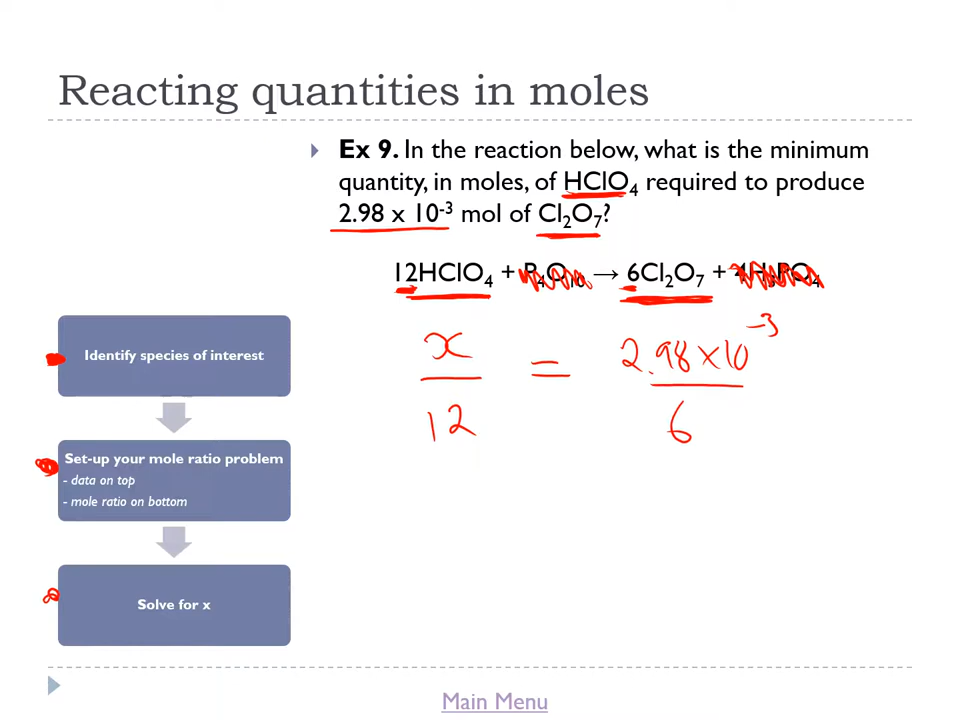 Reacting quantities in moles
Ex 9. In the reaction below, what is the minimum
quantity, in moles, of HClO₄ required to produce
2.98 x 10⁻³ mol of Cl₂O₇?
12HClO₄ + P₄O₁₀ → 6Cl₂O₇ + 4H₃PO₄
x/12 = 2.98 × 10⁻³/6
Identify species of interest
Set-up your mole ratio problem
- data on top
- mole ratio on bottom
Solve for x
Main Menu